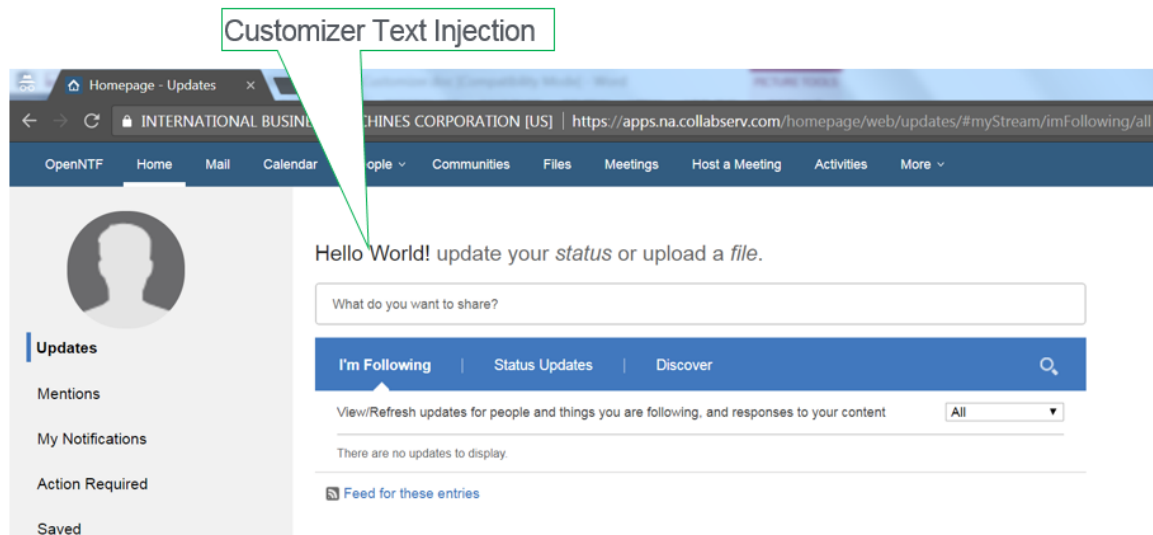 Customizer Text Injection
Homepage - Updates ×
INTERNATIONAL BUSINE CHINES CORPORATION [US] | https://apps.na.collabserv.com/homepage/web/updates/#myStream/imFollowing/all
OpenNTF Home Mail Calendar ople Communities Files Meetings Host a Meeting Activities More
Hello World! update your status or upload a file.
What do you want to share?
Updates
I'm Following | Status Updates | Discover
Mentions
View/Refresh updates for people and things you are following, and responses to your content All
My Notifications
There are no updates to display.
Action Required
Feed for these entries
Saved